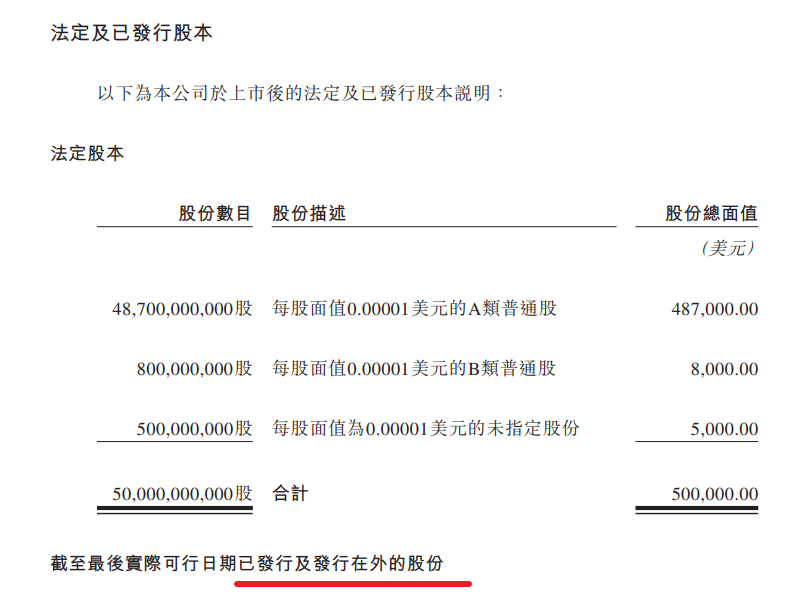 法定及已發行股本
以下為本公司於上市後的法定及已發行股本説明：
法定股本
股份數目 股份描述 股份總面值
（美元）
48,700,000,000股 每股面值0.00001美元的A類普通股 487,000.00
800,000,000股 每股面值0.00001美元的B類普通股 8,000.00
500,000,000股 每股面值為0.00001美元的未指定股份 5,000.00
50,000,000,000股 合計 500,000.00
截至最後實際可行日期已發行及發行在外的股份